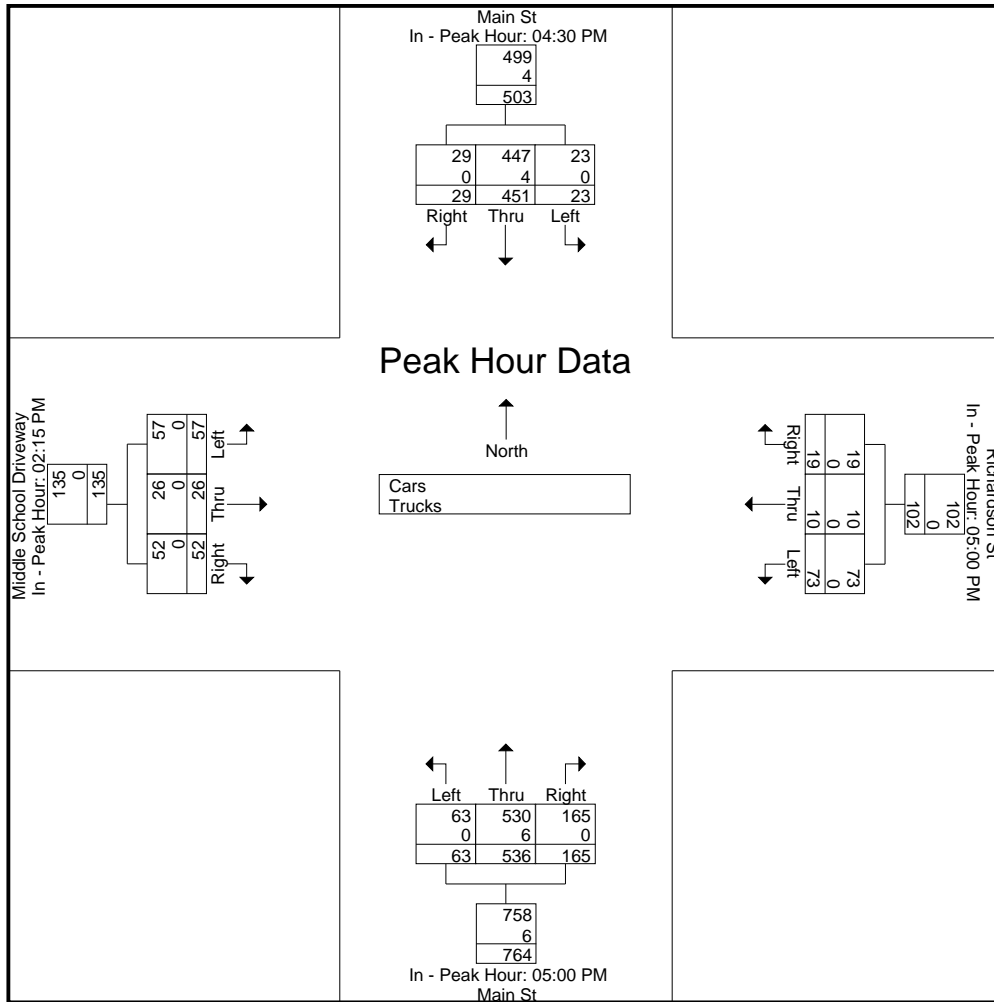 Main St
In - Peak Hour: 04:30 PM
499
4
503
29 447 23
0 4 0
29 451 23
Right Thru Left
Peak Hour Data
North
Cars
Trucks
Middle School Driveway
In - Peak Hour: 02:15 PM
135
0
135
57 0 57
26 0 26
52 0 52
Left
Thru
Right
Right
Thru
Left
19 0 19
10 0 10
73 0 73
102
0
102
Richardson St
In - Peak Hour: 05:00 PM
Left Thru Right
63 530 165
0 6 0
63 536 165
758
6
764
In - Peak Hour: 05:00 PM
Main St